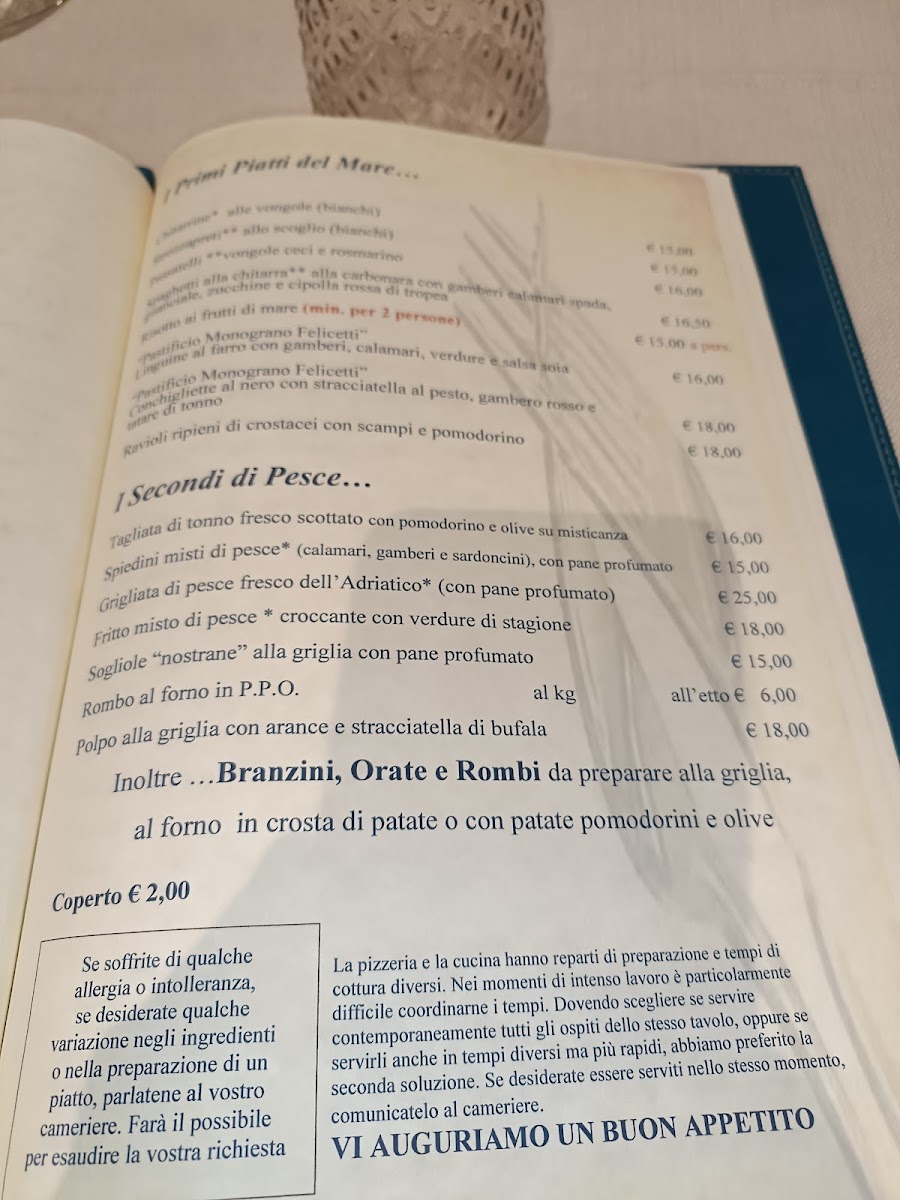 I Primi Piatti del Mare…
alle vongole (bianchi)
allo scoglio (bianchi) € 15,00
Passatelli **vongole ceci e rosmarino € 15,00
Spaghetti alla chitarra** alla carbonara con gamberi calamari spada, € 16,00
guanciale, zucchine e cipolla rossa di tropea € 16,50
Risotto ai frutti di mare (min. per 2 persone) € 15.00 a pers.
"Pastificio Monograno Felicetti"
Linguine al farro con gamberi, calamari, verdure e salsa soia € 16,00
"Pastificio Monograno Felicetti"
Conchigliette al nero con stracciatella al pesto, gambero rosso e
tatare di tonno € 18,00
Ravioli ripieni di crostacei con scampi e pomodorino € 18,00
I Secondi di Pesce…
Tagliata di tonno fresco scottato con pomodorino e olive su misticanza € 16,00
Spiedini misti di pesce* (calamari, gamberi e sardoncini), con pane profumato € 15,00
Grigliata di pesce fresco dell'Adriatico* (con pane profumato) € 25,00
Fritto misto di pesce * croccante con verdure di stagione € 18,00
Sogliole “nostrane” alla griglia con pane profumato € 15,00
Rombo al forno in P.P.O. al kg all'etto € 6,00
Polpo alla griglia con arance e stracciatella di bufala € 18,00
Inoltre …Branzini, Orate e Rombi da preparare alla griglia,
al forno in crosta di patate o con patate pomodorini e olive
Coperto € 2,00
Se soffrite di qualche
allergia o intolleranza,
se desiderate qualche
variazione negli ingredienti
o nella preparazione di un
piatto, parlatene al vostro
cameriere. Farà il possibile
per esaudire la vostra richiesta
La pizzeria e la cucina hanno reparti di preparazione e tempi di
cottura diversi. Nei momenti di intenso lavoro è particolarmente
difficile coordinarne i tempi. Dovendo scegliere se servire
contemporaneamente tutti gli ospiti dello stesso tavolo, oppure se
servirli anche in tempi diversi ma più rapidi, abbiamo preferito la
seconda soluzione. Se desiderate essere serviti nello stesso momento,
comunicatelo al cameriere.
VI AUGURIAMO UN BUON APPETITO